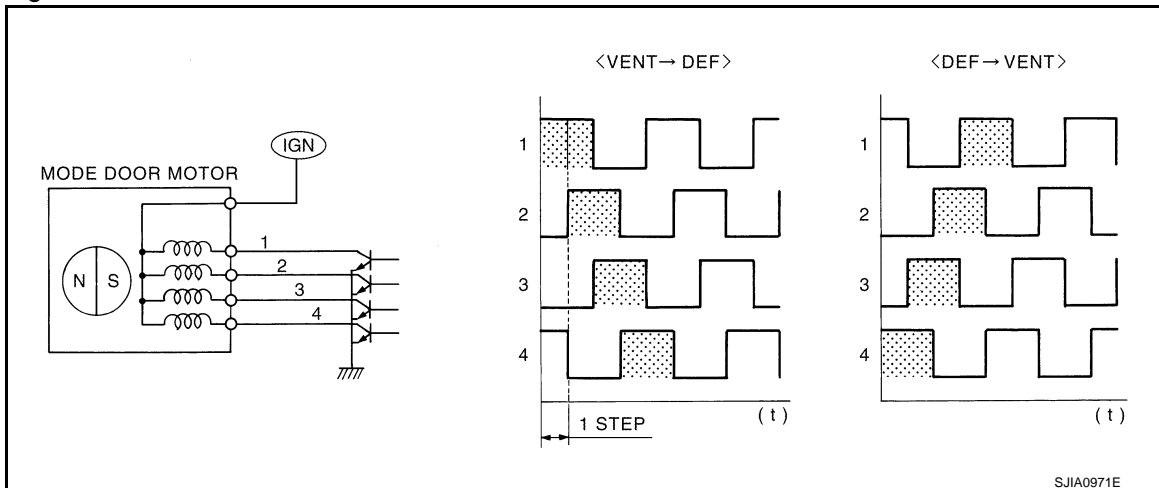 IGN
MODE DOOR MOTOR
N S
1
2
3
4
<VENT→ DEF>
1
2
3
4
(t)
1 STEP
<DEF→ VENT>
1
2
3
4
(t)
SJIA0971E